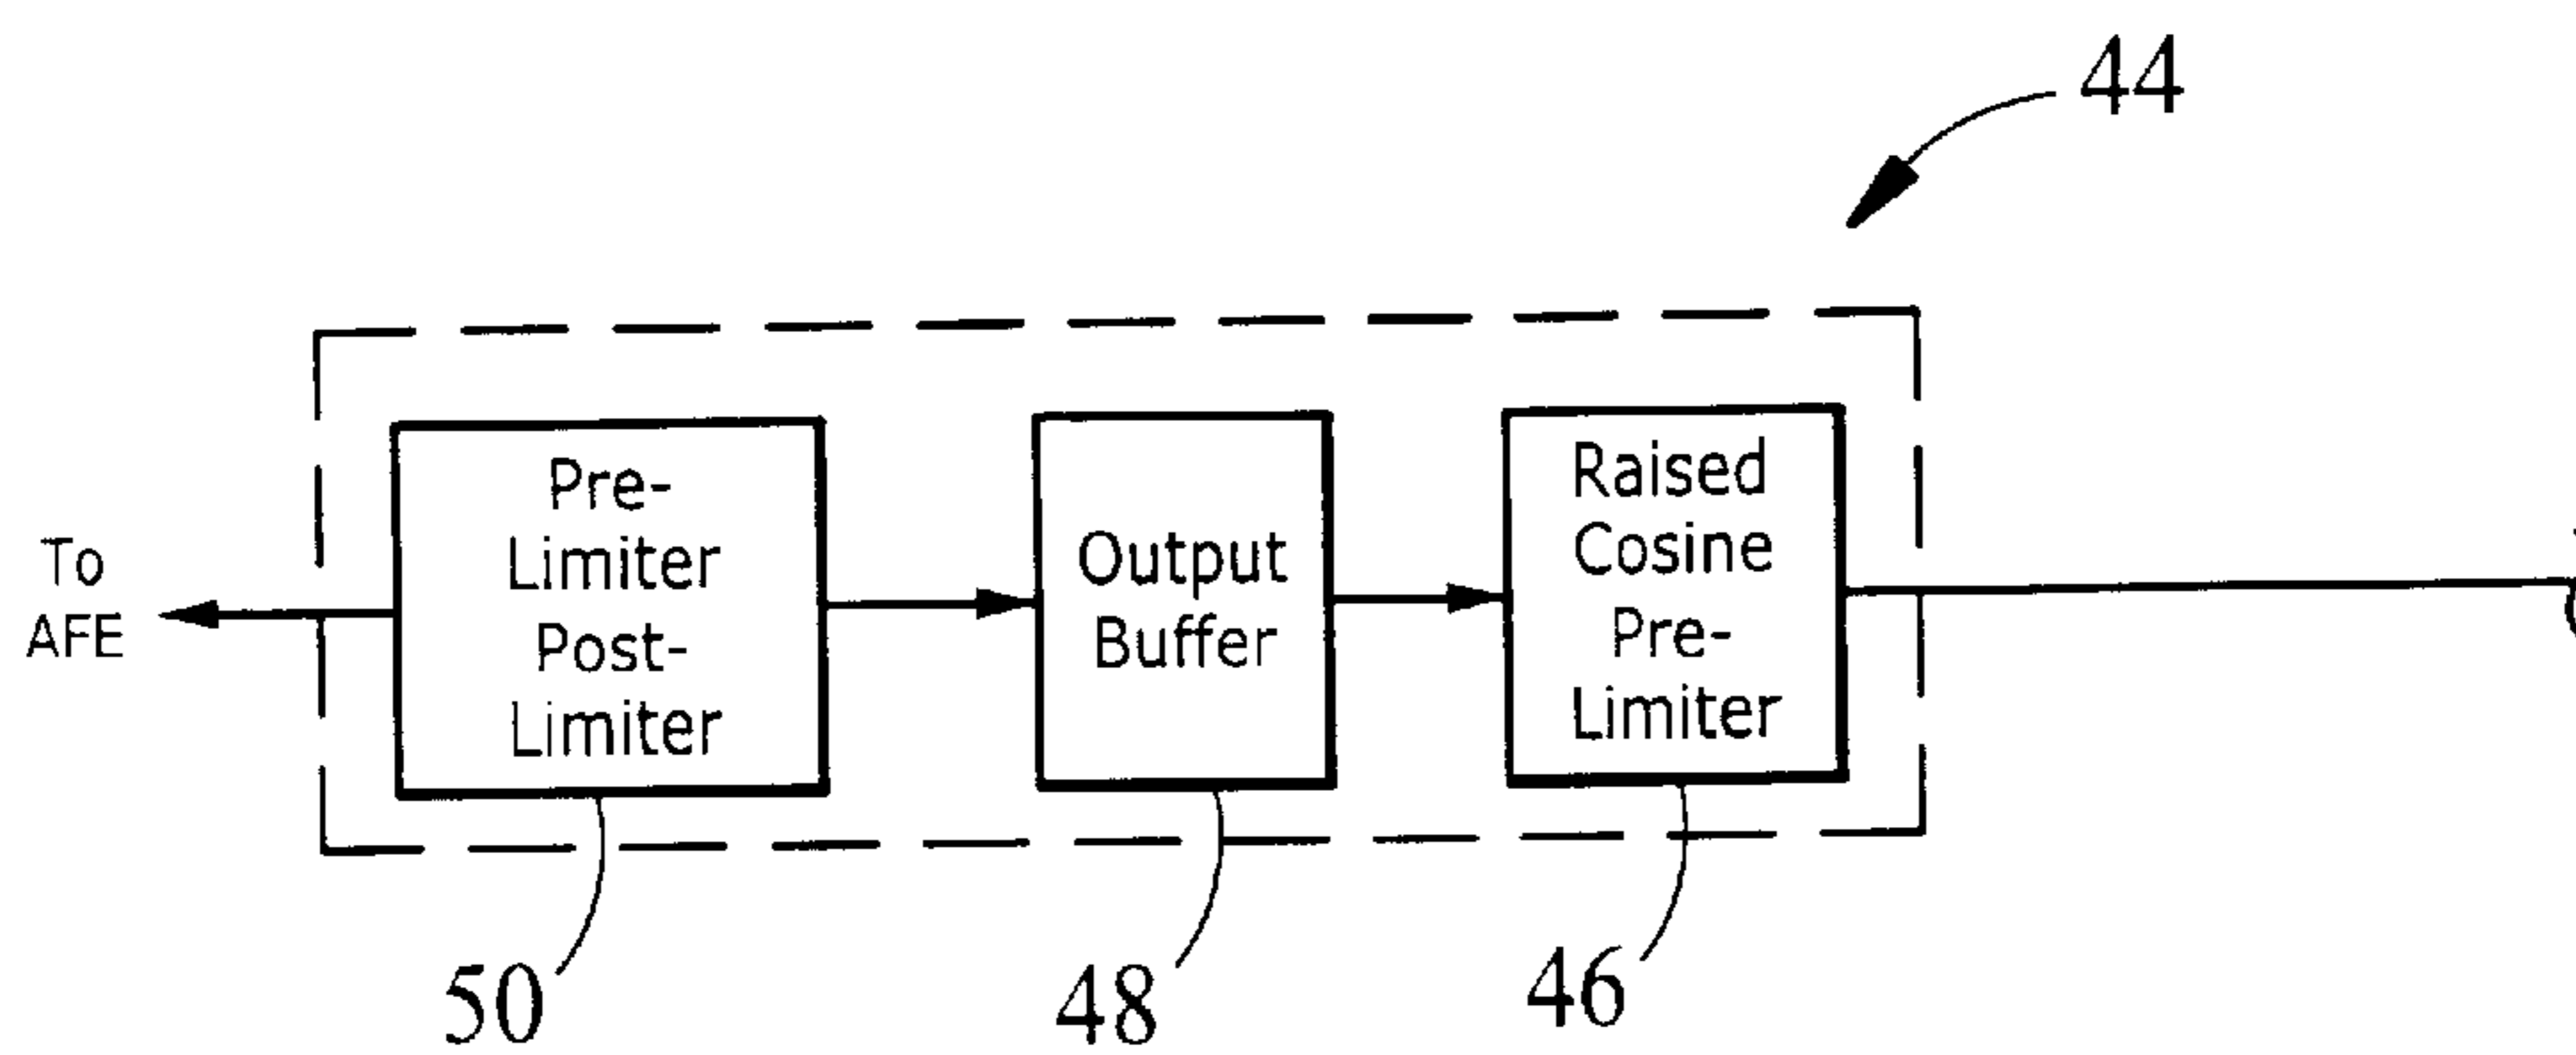 44
To
AFE
Pre-
Limiter
Post-
Limiter
Output
Buffer
Raised
Cosine
Pre-
Limiter
50
48
46